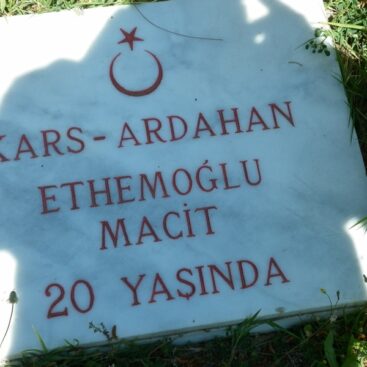 KARS - ARDAHAN
ETHEMOĞLU
MACİT
20 YAŞINDA